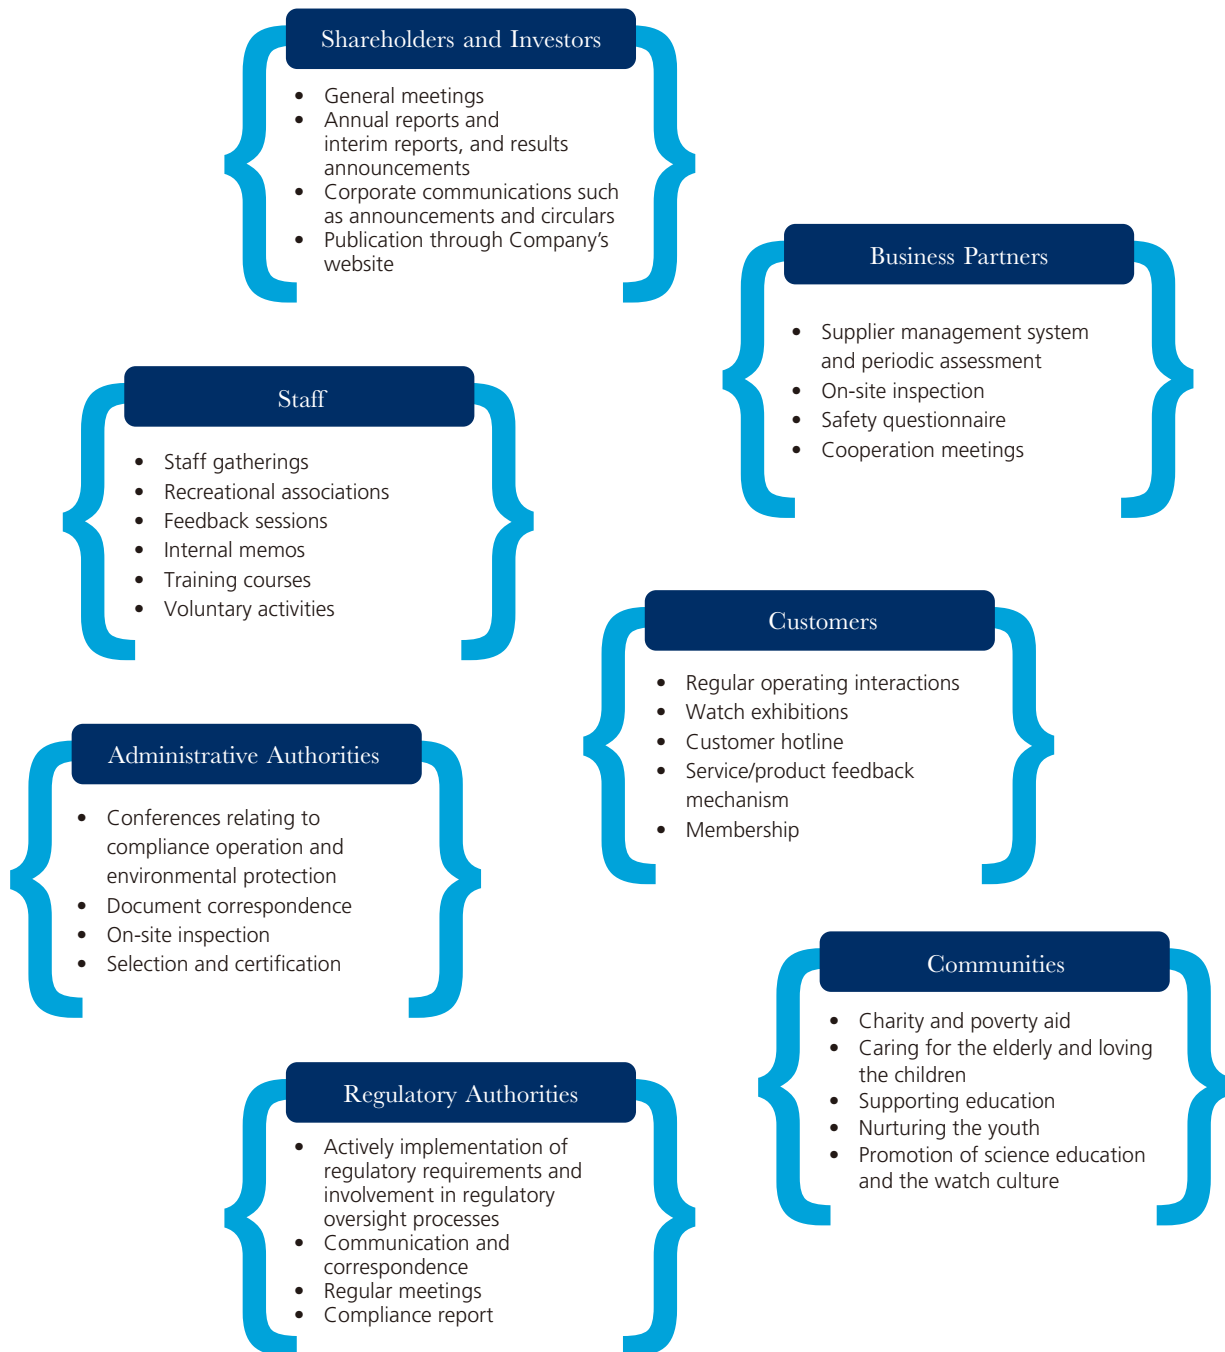 Shareholders and Investors
• General meetings
• Annual reports and
interim reports, and results
announcements
• Corporate communications such
as announcements and circulars
• Publication through Company’s
website
Business Partners
• Supplier management system
and periodic assessment
• On-site inspection
• Safety questionnaire
• Cooperation meetings
Staff
• Staff gatherings
• Recreational associations
• Feedback sessions
• Internal memos
• Training courses
• Voluntary activities
Customers
• Regular operating interactions
• Watch exhibitions
• Customer hotline
• Service/product feedback
mechanism
• Membership
Administrative Authorities
• Conferences relating to
compliance operation and
environmental protection
• Document correspondence
• On-site inspection
• Selection and certification
Communities
• Charity and poverty aid
• Caring for the elderly and loving
the children
• Supporting education
• Nurturing the youth
• Promotion of science education
and the watch culture
Regulatory Authorities
• Actively implementation of
regulatory requirements and
involvement in regulatory
oversight processes
• Communication and
correspondence
• Regular meetings
• Compliance report